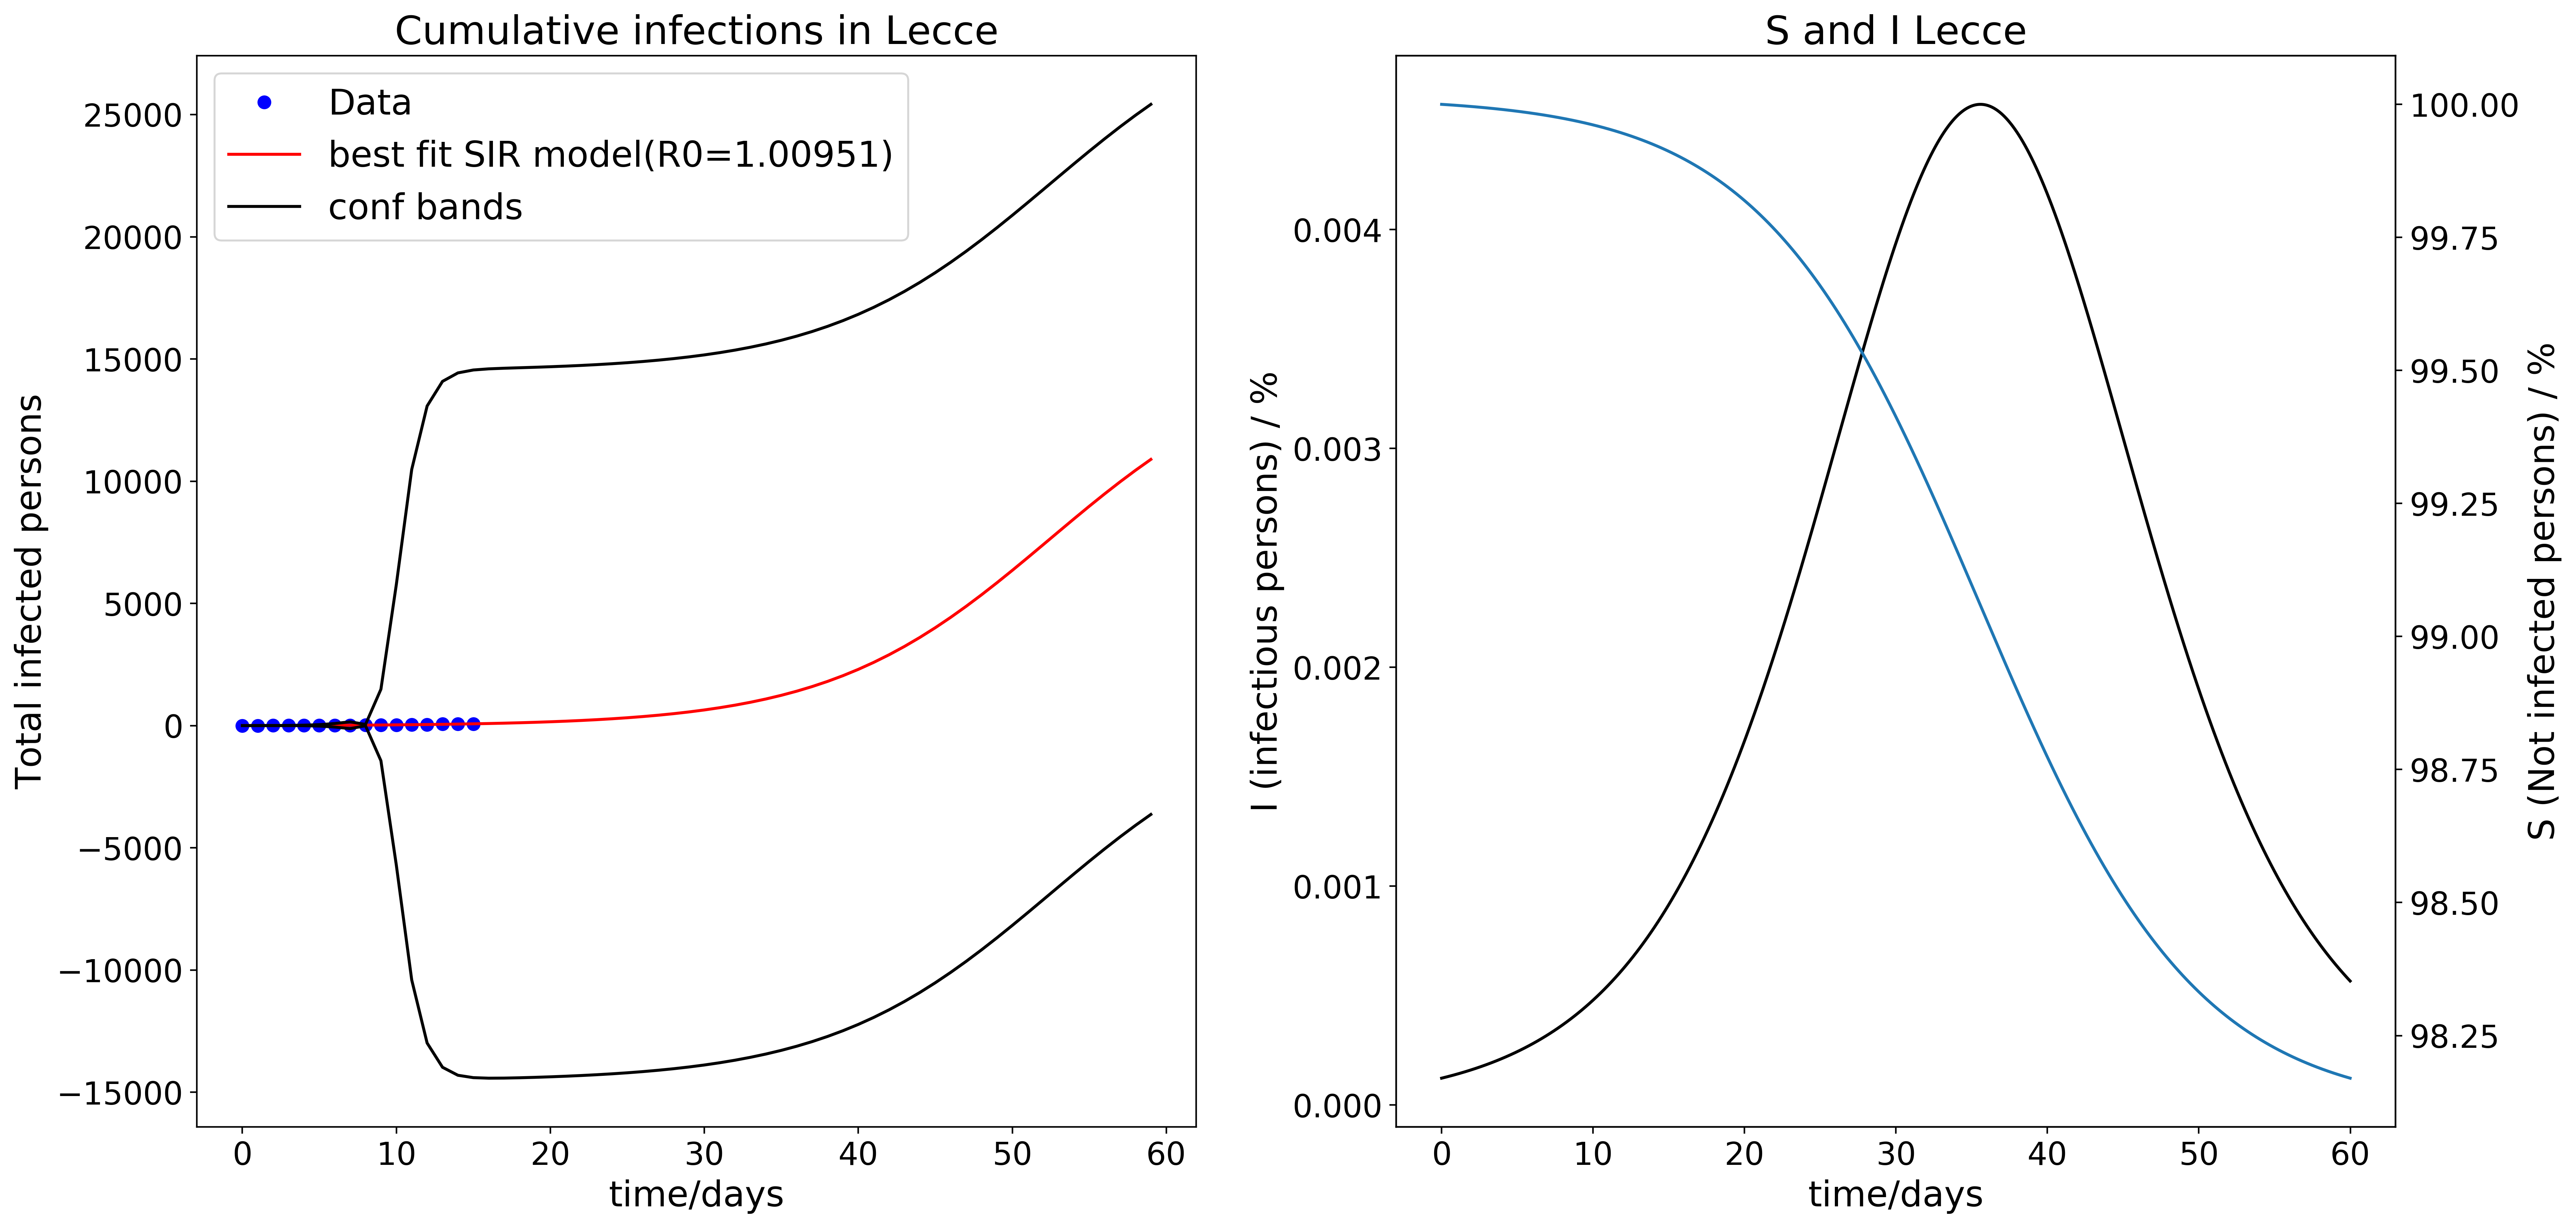 Cumulative infections in Lecce
Data
best fit SIR model(R0=1.00951)
conf bands
Total infected persons
25000
20000
15000
10000
5000
0
−5000
−10000
−15000
0 10 20 30 40 50 60
time/days
S and I Lecce
I (infectious persons) / %
0.004
0.003
0.002
0.001
0.000
100.00
99.75
99.50
99.25
99.00
98.75
98.50
98.25
S (Not infected persons) / %
0 10 20 30 40 50 60
time/days